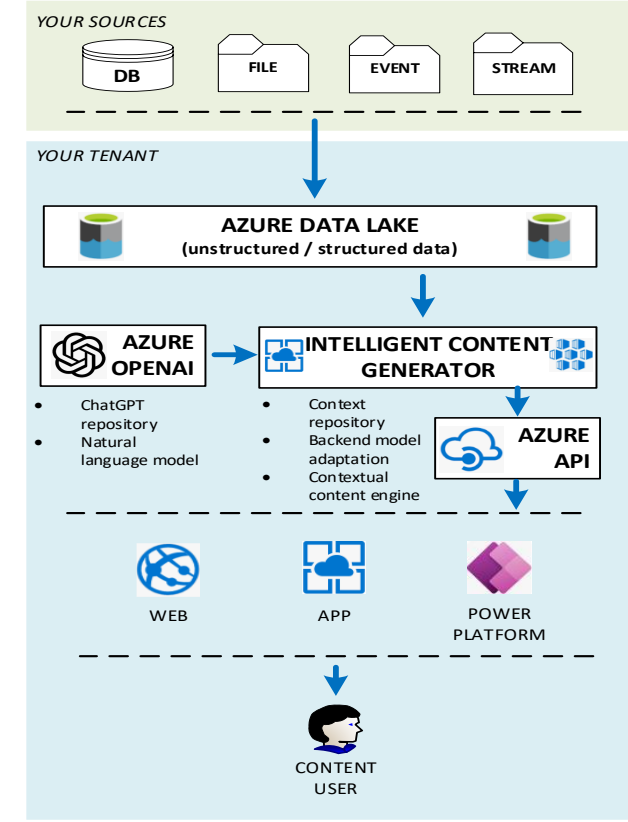 YOUR SOURCES
DB
FILE
EVENT
STREAM
YOUR TENANT
AZURE DATA LAKE
(unstructured / structured data)
AZURE
OPENAI
INTELLIGENT CONTENT
GENERATOR
• ChatGPT
repository
• Natural
language model
• Context
repository
• Backend model
adaptation
• Contextual
content engine
AZURE
API
WEB
APP
POWER
PLATFORM
CONTENT
USER